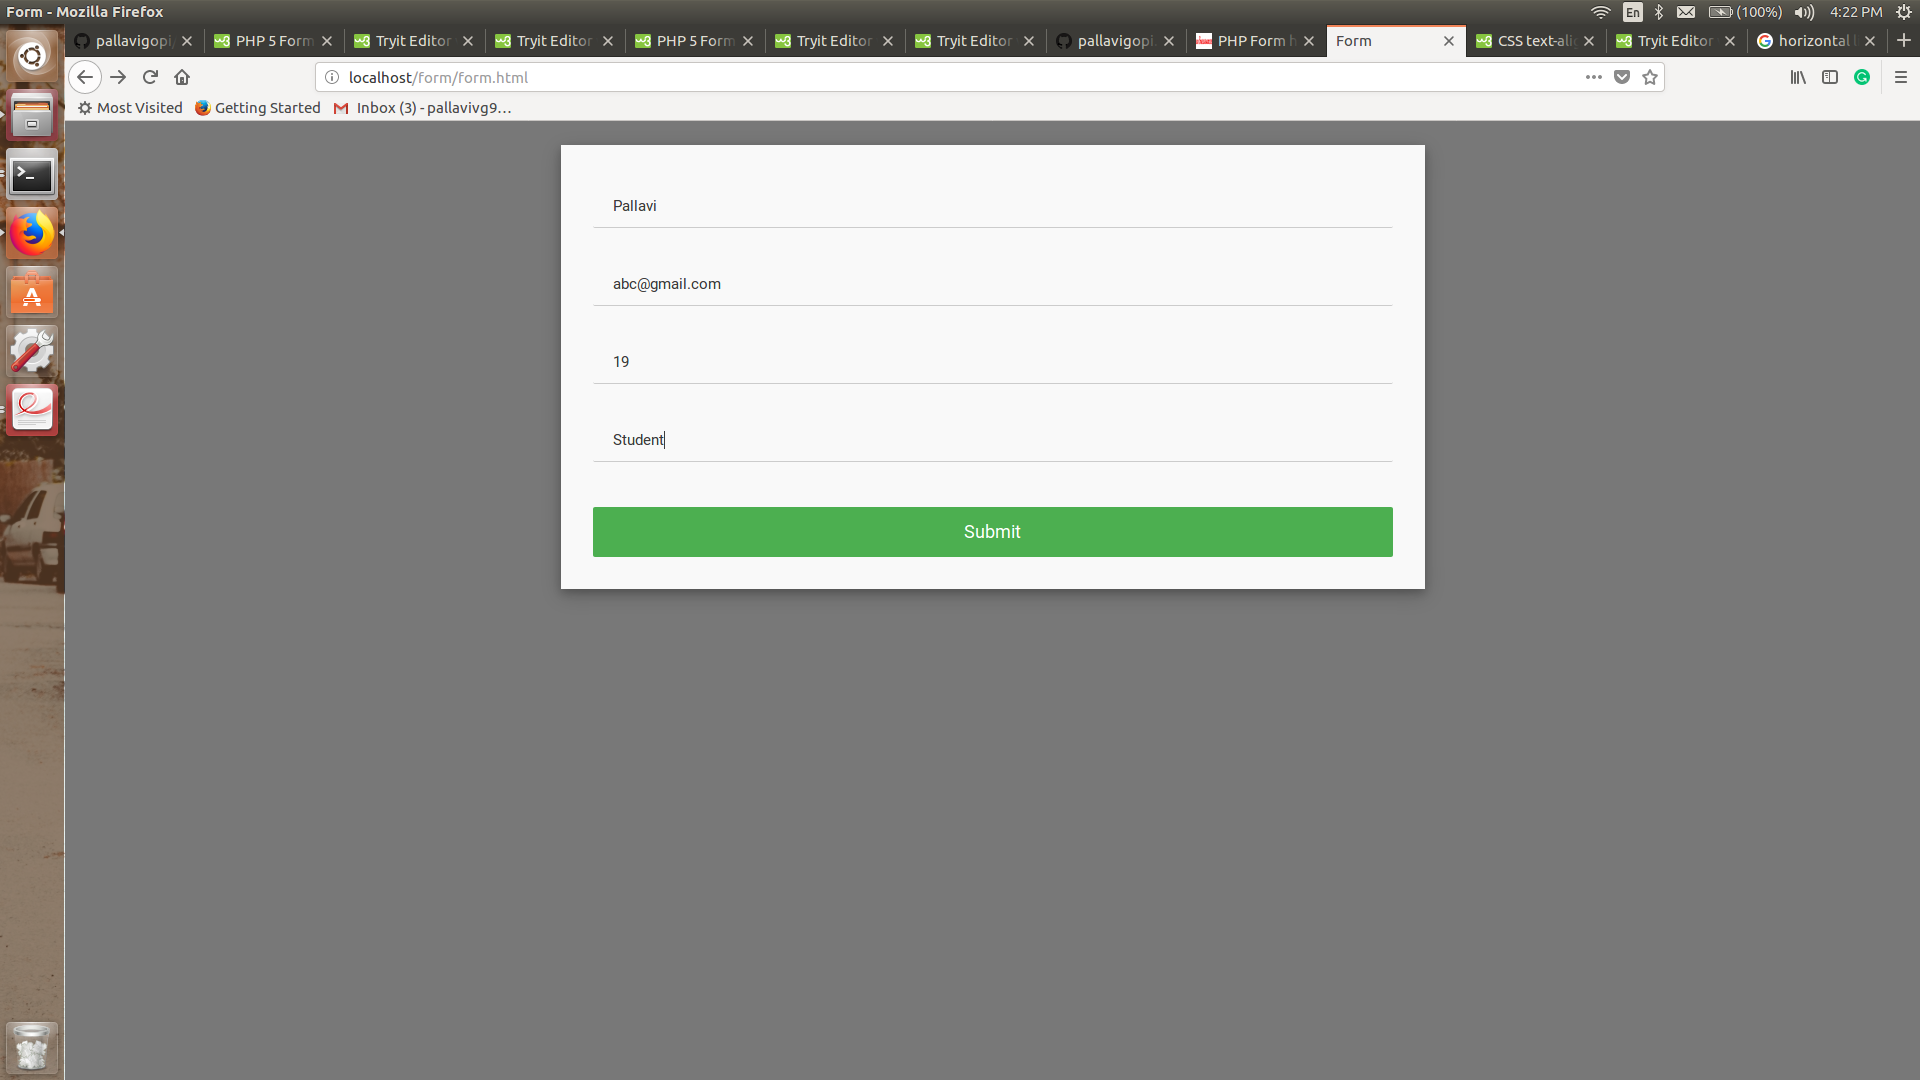 Form - Mozilla Firefox
En (100%) 4:22 PM
pallavigopi PHP 5 Form Tryit Editor Tryit Editor PHP 5 Form Tryit Editor Tryit Editor pallavigopi. PHP Form h Form CSS text-alig Tryit Editor horizontal l
localhost/form/form.html
Most Visited Getting Started Inbox (3) - pallavivg9...
Pallavi
abc@gmail.com
19
Student
Submit